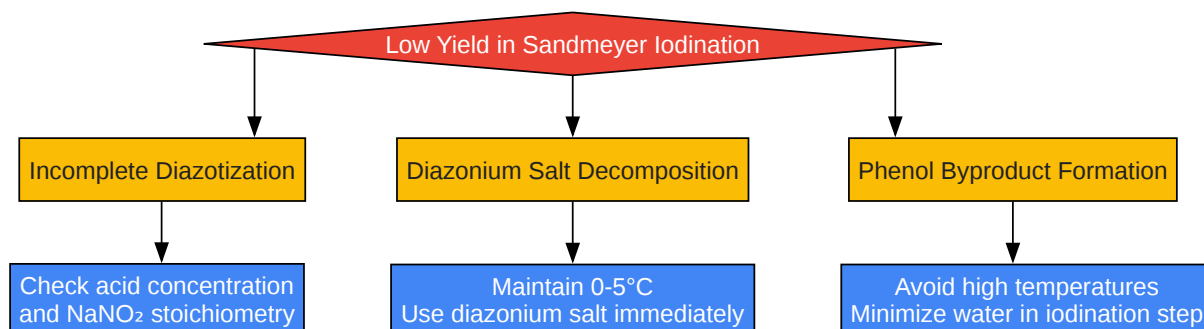 Low Yield in Sandmeyer Iodination
Incomplete Diazotization
Diazonium Salt Decomposition
Phenol Byproduct Formation
Check acid concentration
and NaNO₂ stoichiometry
Maintain 0-5°C
Use diazonium salt immediately
Avoid high temperatures
Minimize water in iodination step